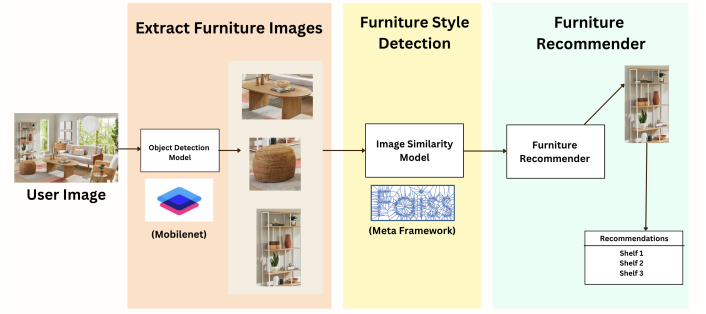 Extract Furniture Images
Furniture Style
Detection
Furniture
Recommender
User Image
Object Detection
Model
(Mobilenet)
Image Similarity
Model
Faiss
(Meta Framework)
Furniture
Recommender
Recommendations
Shelf 1
Shelf 2
Shelf 3